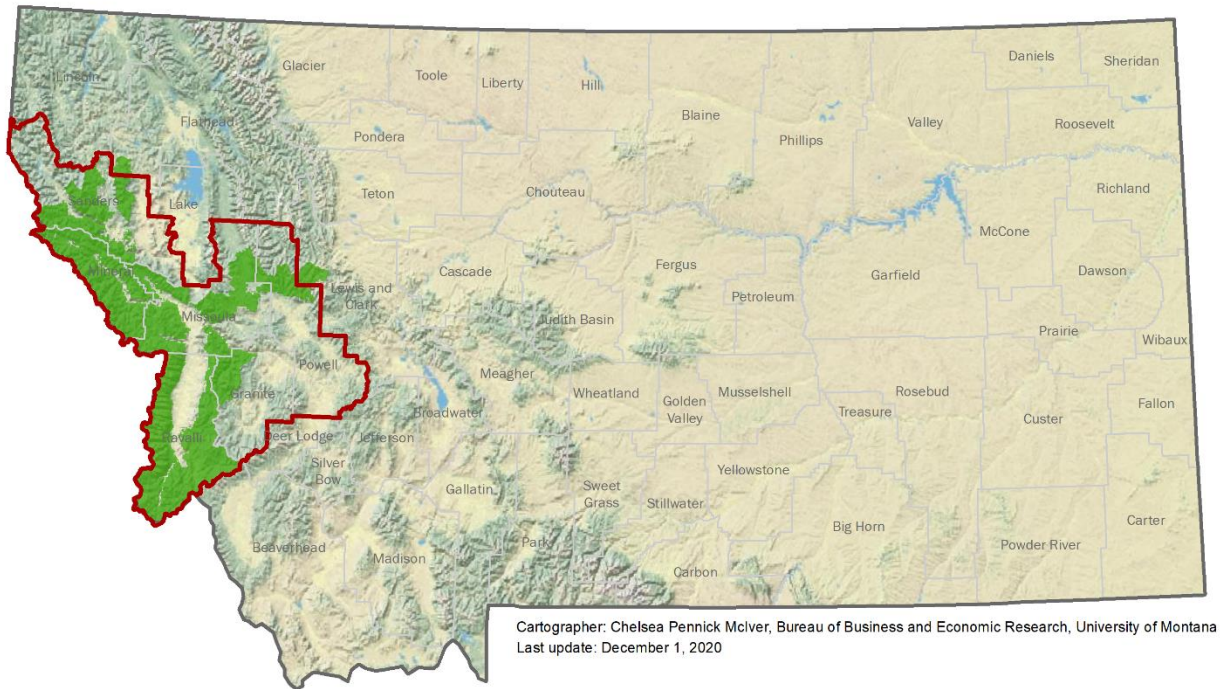 Glacier
Toole
Liberty
Hill
Daniels
Sheridan
Lincoln
Flathead
Blaine
Phillips
Valley
Roosevelt
Pondera
Teton
Chouteau
Richland
Sanders
Lake
McCone
Mineral
Cascade
Fergus
Petroleum
Garfield
Dawson
Lewis and
Clark
Missoula
Judith Basin
Prairie
Wibaux
Powell
Meagher
Wheatland
Golden
Valley
Musselshell
Rosebud
Treasure
Custer
Fallon
Granite
Broadwater
Ravalli
Deer Lodge
Jefferson
Silver
Bow
Gallatin
Sweet
Grass
Stillwater
Yellowstone
Big Horn
Carter
Beaverhead
Madison
Park
Carbon
Powder River
Cartographer: Chelsea Pennick McIver, Bureau of Business and Economic Research, University of Montana
Last update: December 1, 2020